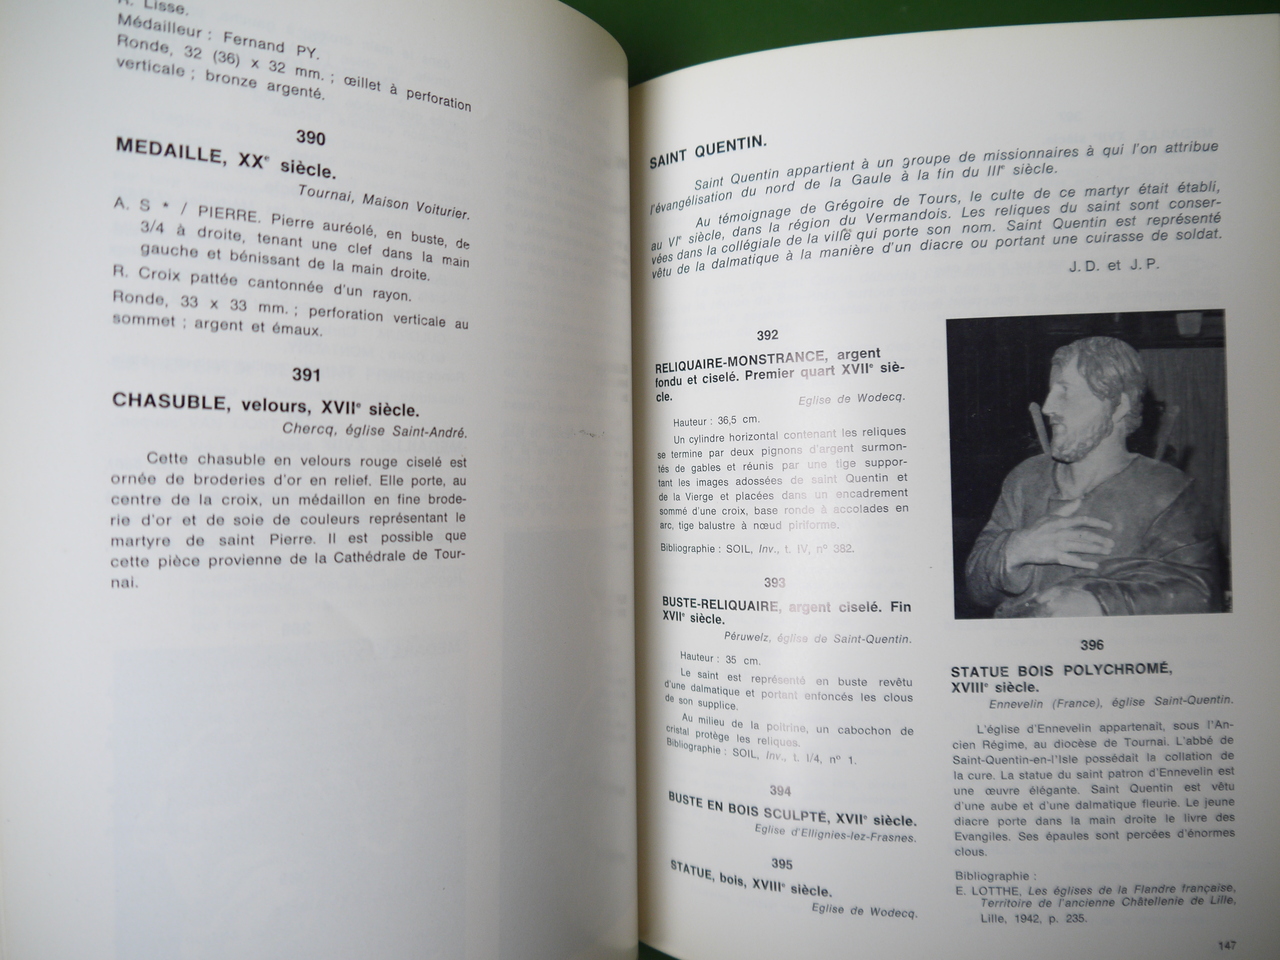 R. Lisse.
Médailleur : Fernand PY.
Ronde, 32 (36) x 32 mm. ; œillet à perforation
verticale ; bronze argenté.
390
MEDAILLE, XXe siècle.
Tournai, Maison Voiturier.
A. S * / PIERRE. Pierre auréolé, en buste, de
3/4 à droite, tenant une clef dans la main
gauche et bénissant de la main droite.
R. Croix pattée cantonnée d'un rayon.
Ronde, 33 x 33 mm. ; perforation verticale au
sommet ; argent et émaux.
391
CHASUBLE, velours, XVIIe siècle.
Chercq, église Saint-André.
Cette chasuble en velours rouge ciselé est
ornée de broderies d'or en relief. Elle porte, au
centre de la croix, un médaillon en fine brode-
rie d'or et de soie de couleurs représentant le
martyre de saint Pierre. Il est possible que
cette pièce provienne de la Cathédrale de Tour-
nai.
SAINT QUENTIN.
Saint Quentin appartient à un groupe de missionnaires à qui l'on attribue
l'évangélisation du nord de la Gaule à la fin du IIIe siècle.
Au témoignage de Grégoire de Tours, le culte de ce martyr était établi,
au VIe siècle, dans la région du Vermandois. Les reliques du saint sont conser-
vées dans la collégiale de la ville qui porte son nom. Saint Quentin est représenté
vêtu de la dalmatique à la manière d'un diacre ou portant une cuirasse de soldat.
J.D. et J.P.
392
RELIQUAIRE-MONSTRANCE, argent
fondu et ciselé. Premier quart XVIIe siè-
cle.
Eglise de Wodecq.
Hauteur : 36,5 cm.
Un cylindre horizontal contenant les reliques
se termine par deux pignons d'argent surmon-
tés de gables et réunis par une tige suppor-
tant les images adossées de saint Quentin et
de la Vierge et placées dans un encadrement
sommé d'une croix, base ronde à accolades en
arc, tige balustre à nœud piriforme.
Bibliographie : SOIL, Inv., t. IV, n° 382.
393
BUSTE-RELIQUAIRE, argent ciselé. Fin
XVIIe siècle.
Péruwelz, église de Saint-Quentin.
Hauteur : 35 cm.
Le saint est représenté en buste revêtu
d'une dalmatique et portant enfoncés les clous
de son supplice.
Au milieu de la poitrine, un cabochon de
cristal protège les reliques.
Bibliographie : SOIL, Inv., t. I/4, n° 1.
394
BUSTE EN BOIS SCULPTÉ, XVIIe siècle.
Eglise d'Ellignies-lez-Frasnes.
395
STATUE, bois, XVIIIe siècle.
Eglise de Wodecq.
396
STATUE BOIS POLYCHROMÉ,
XVIIIe siècle.
Ennevelin (France), église Saint-Quentin.
L'église d'Ennevelin appartenait, sous l'An-
cien Régime, au diocèse de Tournai. L'abbé de
Saint-Quentin-en-l'Isle possédait la collation de
la cure. La statue du saint patron d'Ennevelin est
une œuvre élégante. Saint Quentin est vêtu
d'une aube et d'une dalmatique fleurie. Le jeune
diacre porte dans la main droite le livre des
Evangiles. Ses épaules sont percées d'énormes
clous.
Bibliographie :
E. LOTTHE, Les églises de la Flandre française,
Territoire de l'ancienne Châtellenie de Lille,
Lille, 1942, p. 235.
147